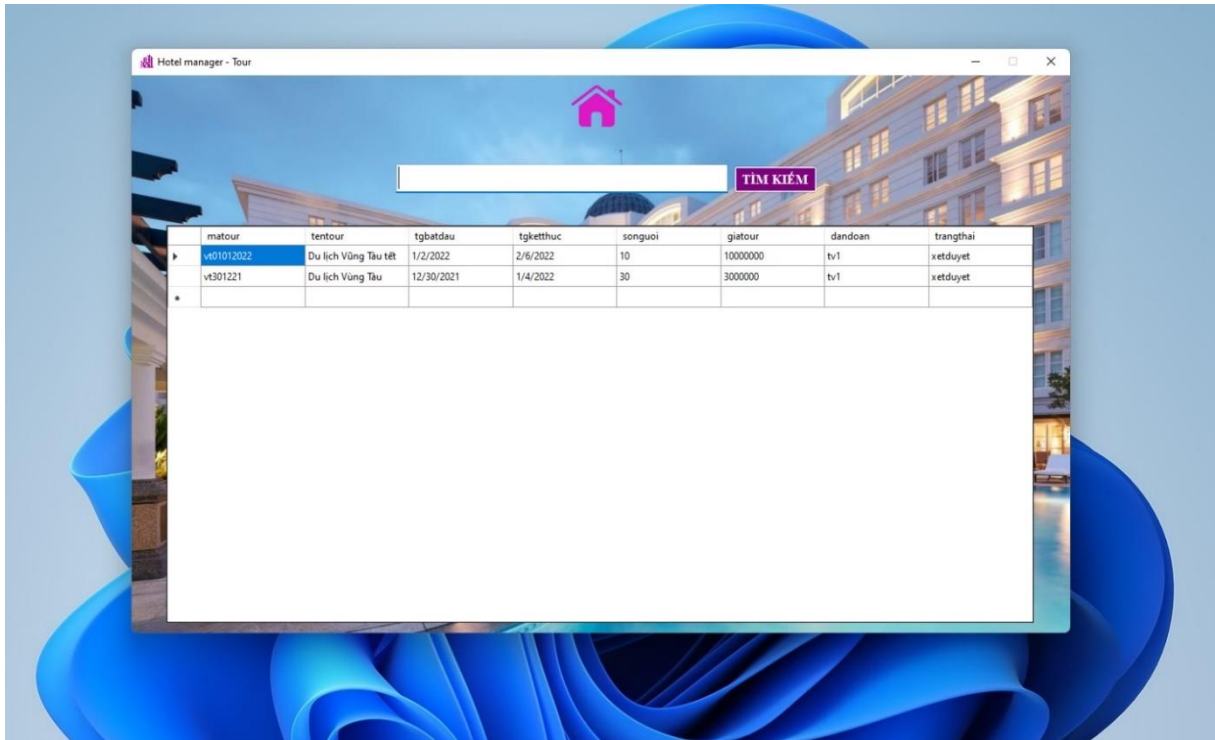 Hotel manager - Tour
TÌM KIẾM
matour tentour tgbatdau tgketthuc songuoi giatour dandoan trangthai
vt01012022 Du lịch Vũng Tàu tết 1/2/2022 2/6/2022 10 10000000 tv1 xetduyet
vt301221 Du lịch Vùng Tàu 12/30/2021 1/4/2022 30 3000000 tv1 xetduyet